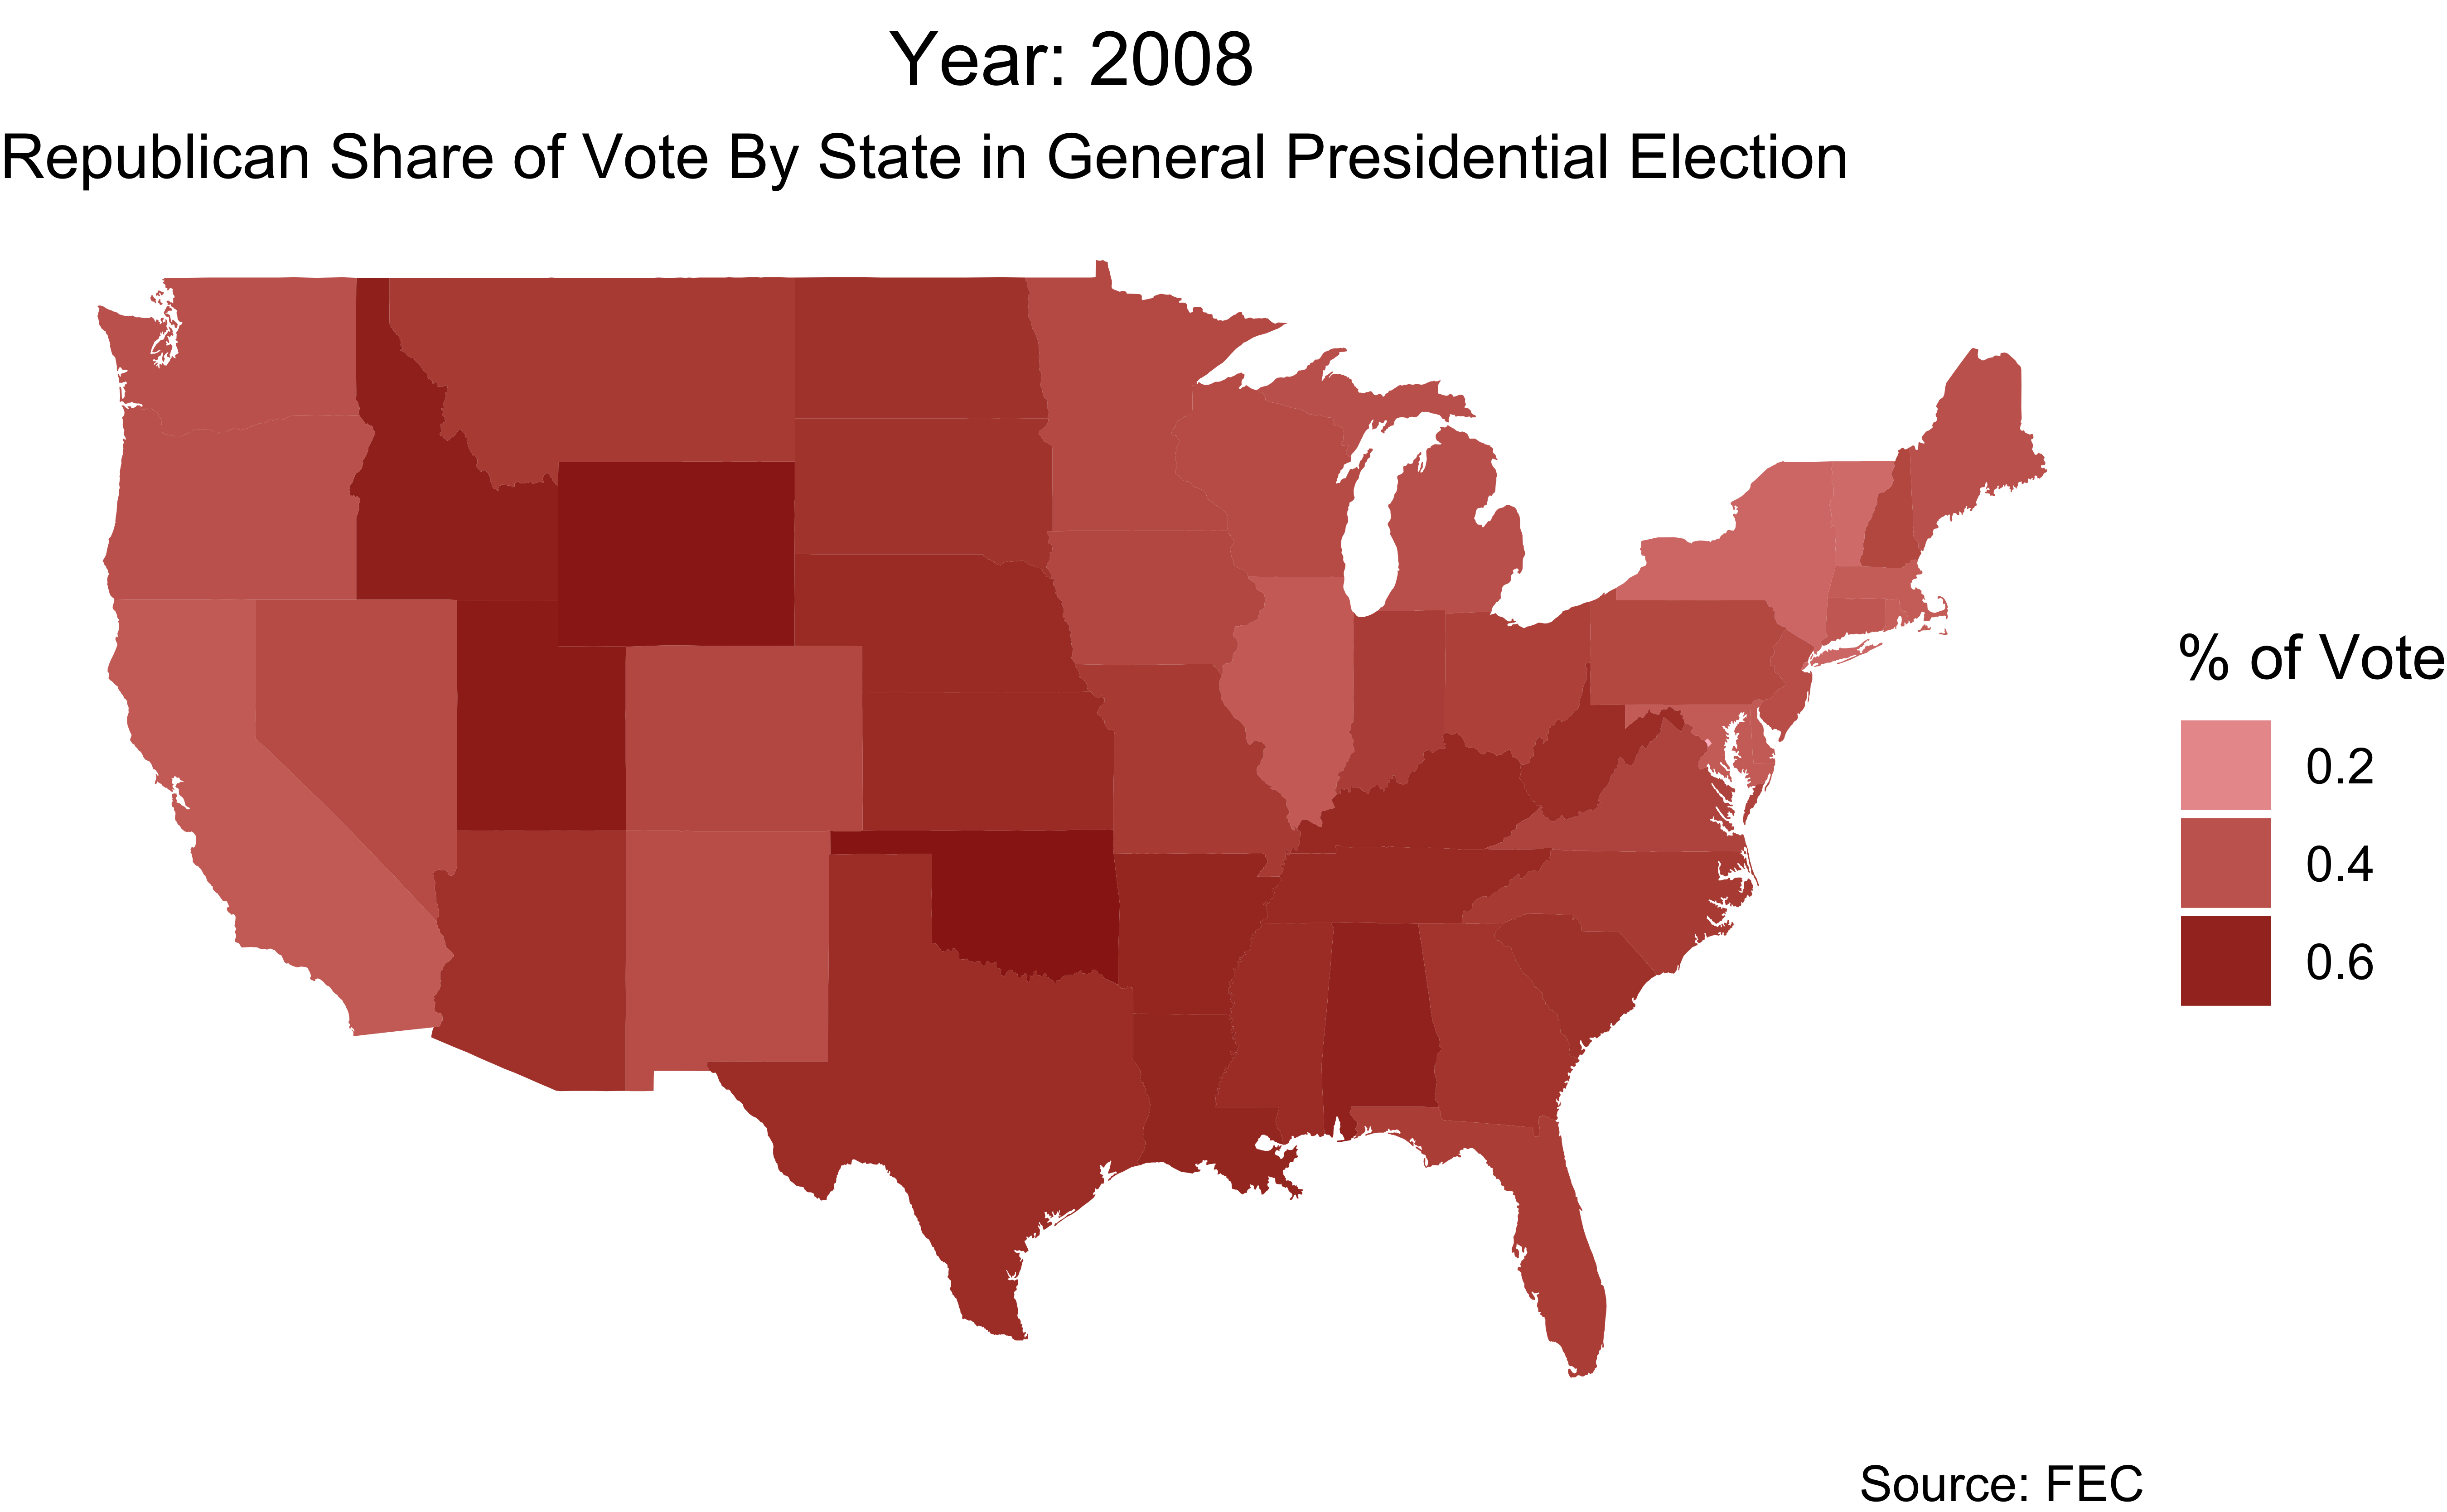 Year: 2008
Republican Share of Vote By State in General Presidential Election
% of Vote
0.2
0.4
0.6
Source: FEC